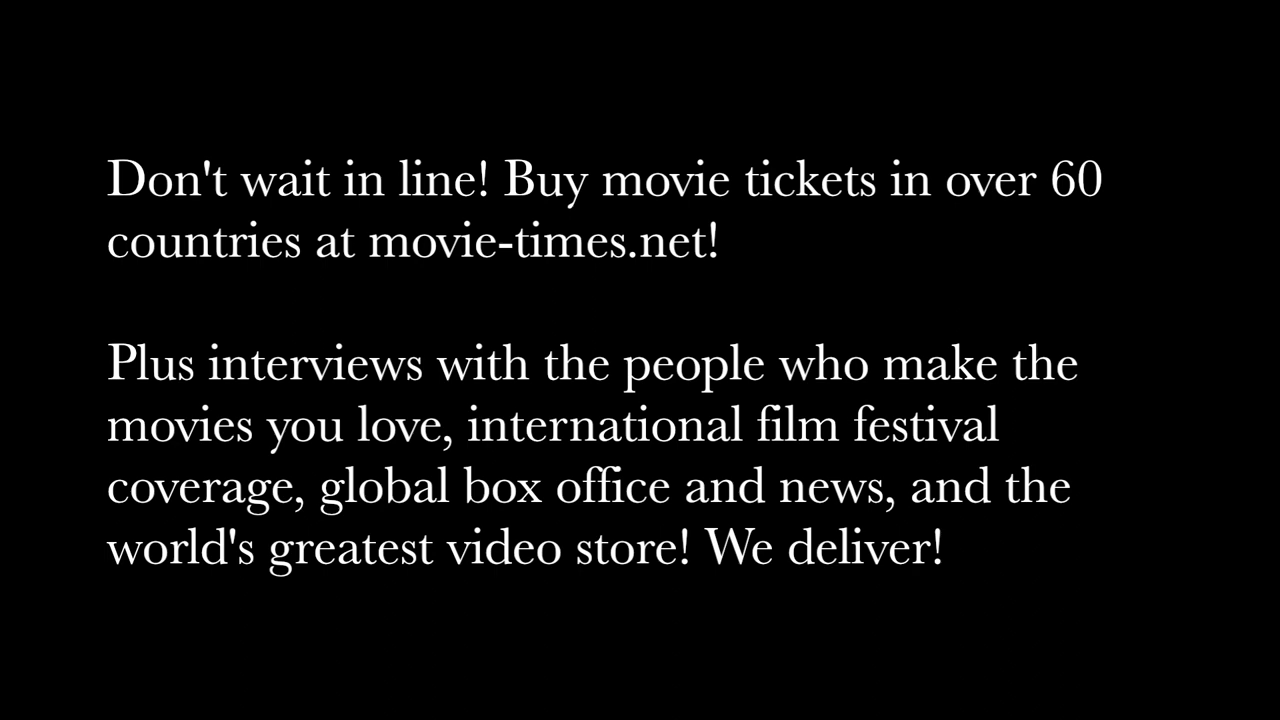 Don't wait in line! Buy movie tickets in over 60
countries at movie-times.net!
Plus interviews with the people who make the
movies you love, international film festival
coverage, global box office and news, and the
world's greatest video store! We deliver!